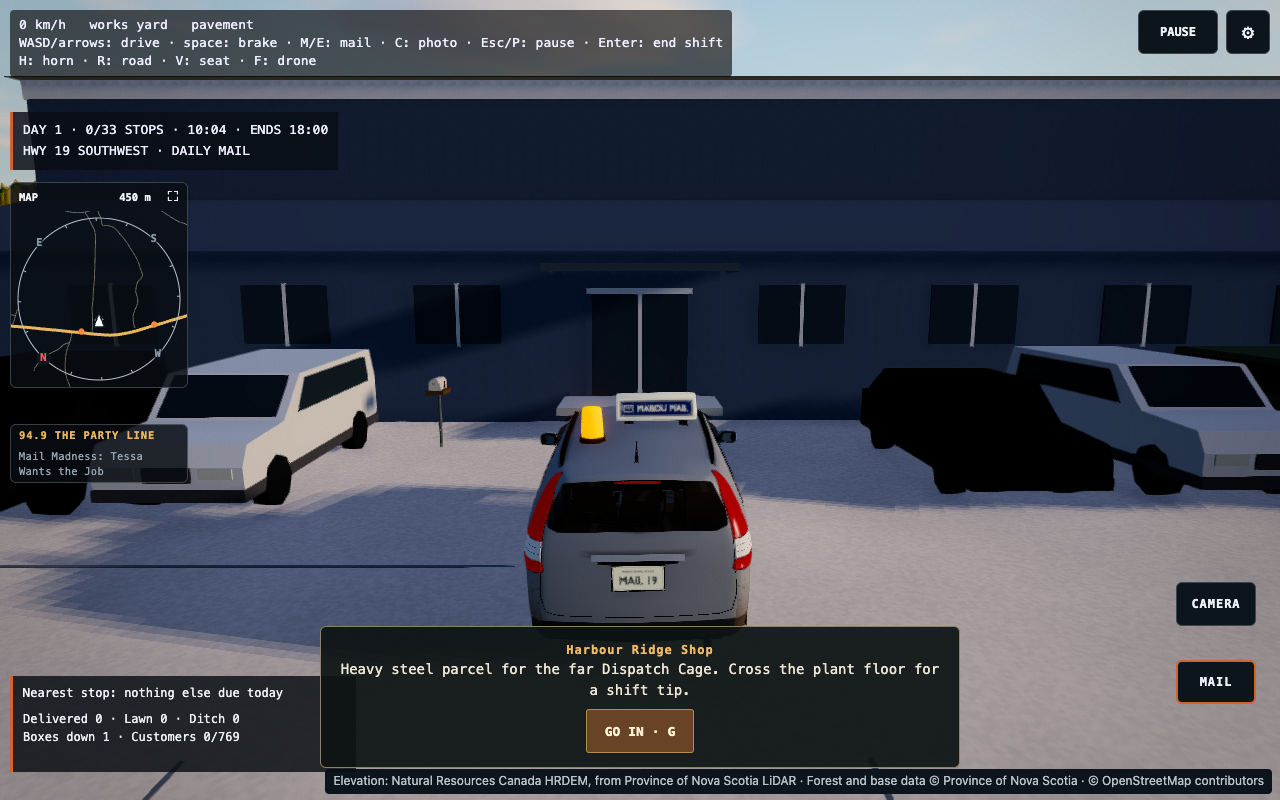 0 km/h works yard pavement
WASD/arrows: drive · space: brake · M/E: mail · C: photo · Esc/P: pause · Enter: end shift
H: horn · R: road · V: seat · F: drone
PAUSE
DAY 1 · 0/33 STOPS · 10:04 · ENDS 18:00
HWY 19 SOUTHWEST · DAILY MAIL
MAP 450 m
E
S
N
W
94.9 THE PARTY LINE
Mail Madness: Tessa
Wants the Job
MABOU MAIL
MAB. 19
CAMERA
MAIL
Harbour Ridge Shop
Heavy steel parcel for the far Dispatch Cage. Cross the plant floor for
a shift tip.
GO IN · G
Nearest stop: nothing else due today
Delivered 0 · Lawn 0 · Ditch 0
Boxes down 1 · Customers 0/769
Elevation: Natural Resources Canada HRDEM, from Province of Nova Scotia LiDAR · Forest and base data © Province of Nova Scotia · © OpenStreetMap contributors